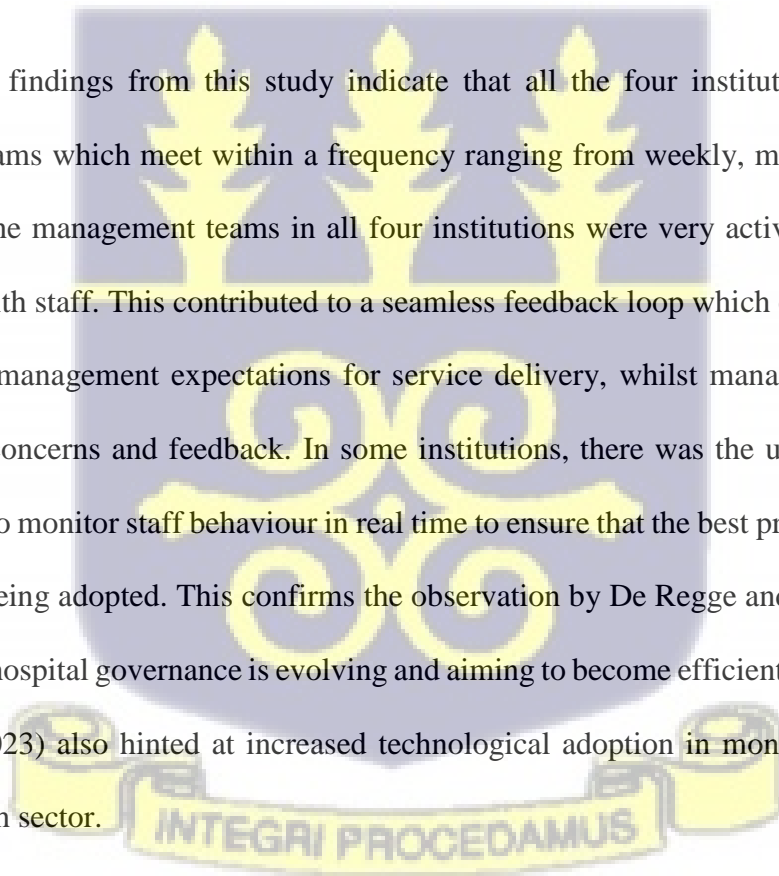 findings from this study indicate that all the four institut
ams which meet within a frequency ranging from weekly, m
ne management teams in all four institutions were very activ
ith staff. This contributed to a seamless feedback loop which
management expectations for service delivery, whilst mana
oncerns and feedback. In some institutions, there was the u
o monitor staff behaviour in real time to ensure that the best pr
eing adopted. This confirms the observation by De Regge and
hospital governance is evolving and aiming to become efficient
023) also hinted at increased technological adoption in mon
h sector.
INTEGRI PROCEDAMUS